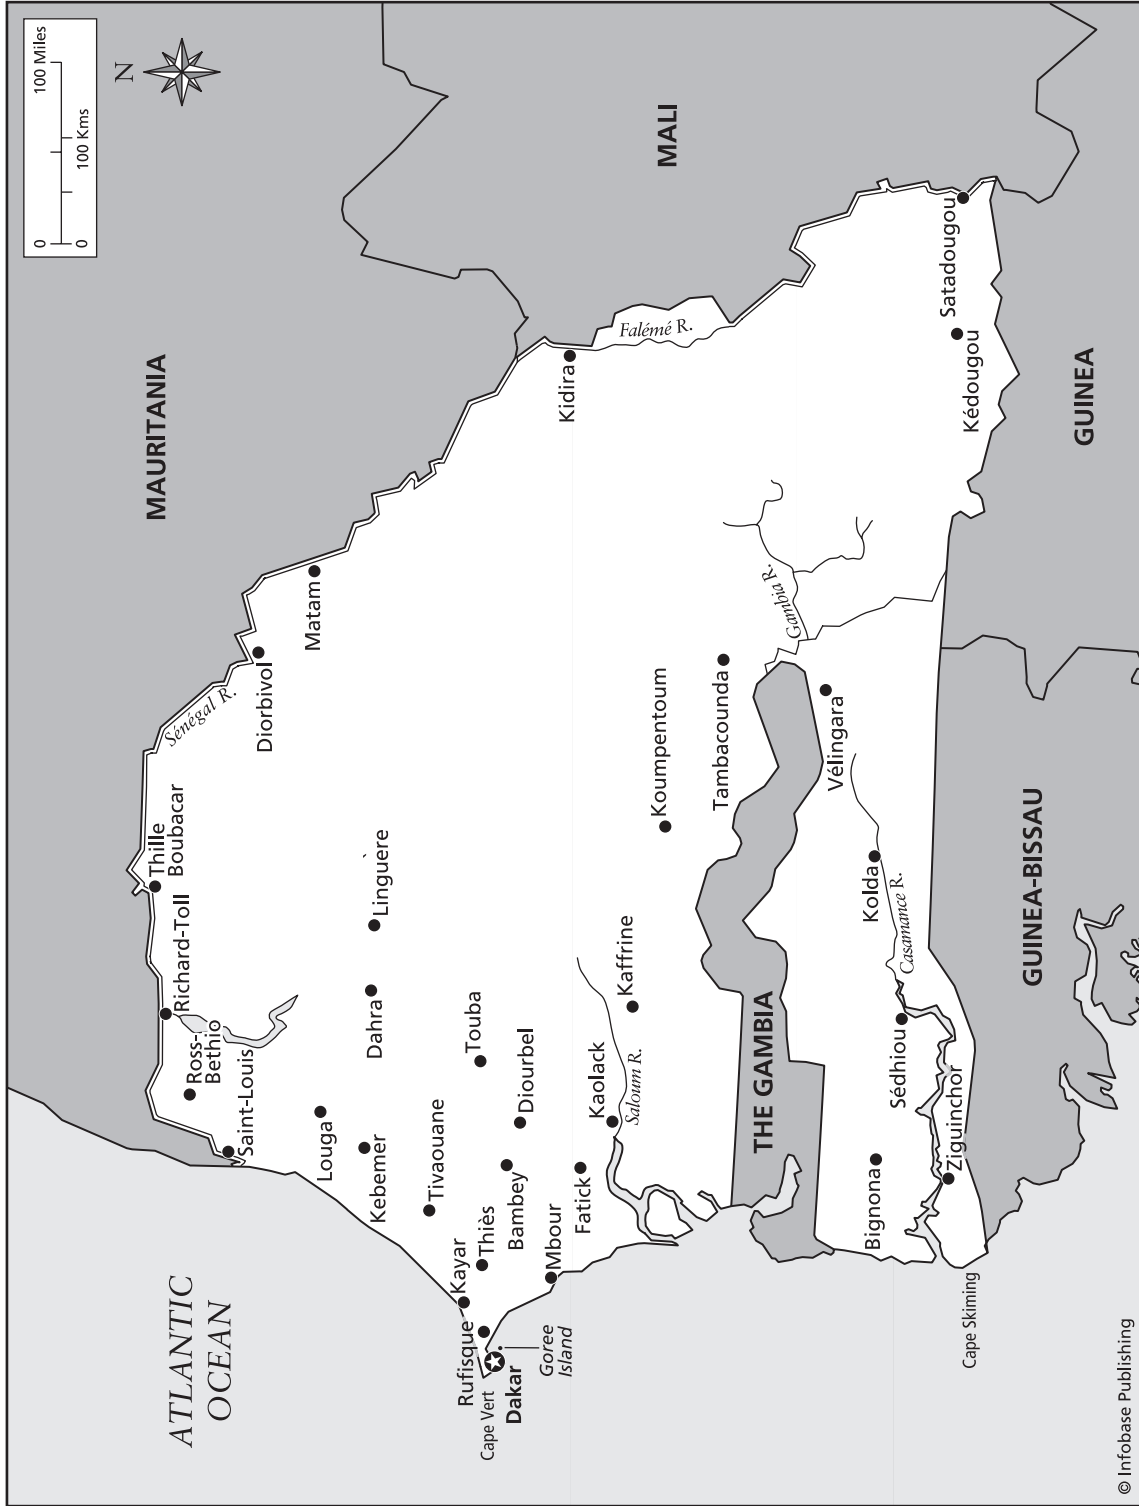 0 100 Miles
0 100 Kms
N
MAURITANIA
MALI
GUINEA
GUINEA-BISSAU
THE GAMBIA
ATLANTIC
OCEAN
Sénégal R.
Falémé R.
Gambia R.
Casamance R.
Saloum R.
Thille
Boubacar
Richard-Toll
Ross-
Bethio
Saint-Louis
Diorbivol
Matam
Linguère
Dahra
Louga
Kebemer
Touba
Tivaouane
Kayar
Thiès
Diourbel
Bambey
Rufisque
Cape Vert
Dakar
Goree
Island
Mbour
Fatick
Kaolack
Kaffrine
Koumpentoum
Tambacounda
Kidira
Vélingara
Kolda
Sédhiou
Bignona
Ziguinchor
Cape Skiming
Kédougou
Satadougou
© Infobase Publishing